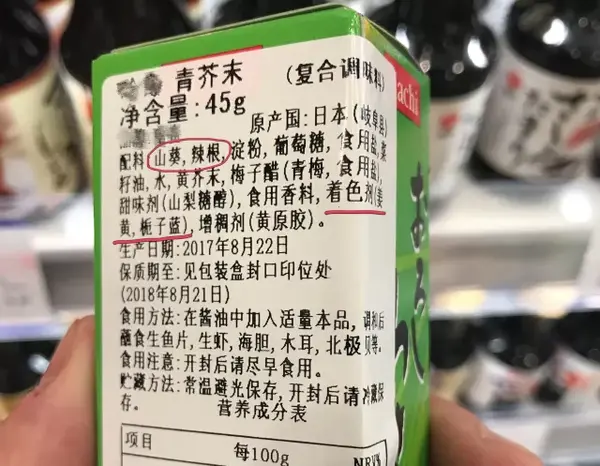 青芥末
(复合调味料)
净含量:45g
原产国:日本(岐阜县)
配料:山葵,辣根,淀粉,葡萄糖,食用盐,菜
籽油,水,黄芥末,梅子醋(青梅,食用盐),
甜味剂(山梨糖醇),食用香料,着色剂(姜
黄,栀子蓝),增稠剂(黄原胶)。
生产日期:2017年8月22日
保质期至:见包装盒封口印位处
(2018年8月21日)
食用方法:在酱油中加入适量本品,调和后
蘸食生鱼片,生虾,海胆,木耳,北极贝等。
食用注意:开封后请尽早食用。
贮藏方法:常温避光保存,开封后请冷藏保
存。
营养成分表
项目 每100g NRV%
achi